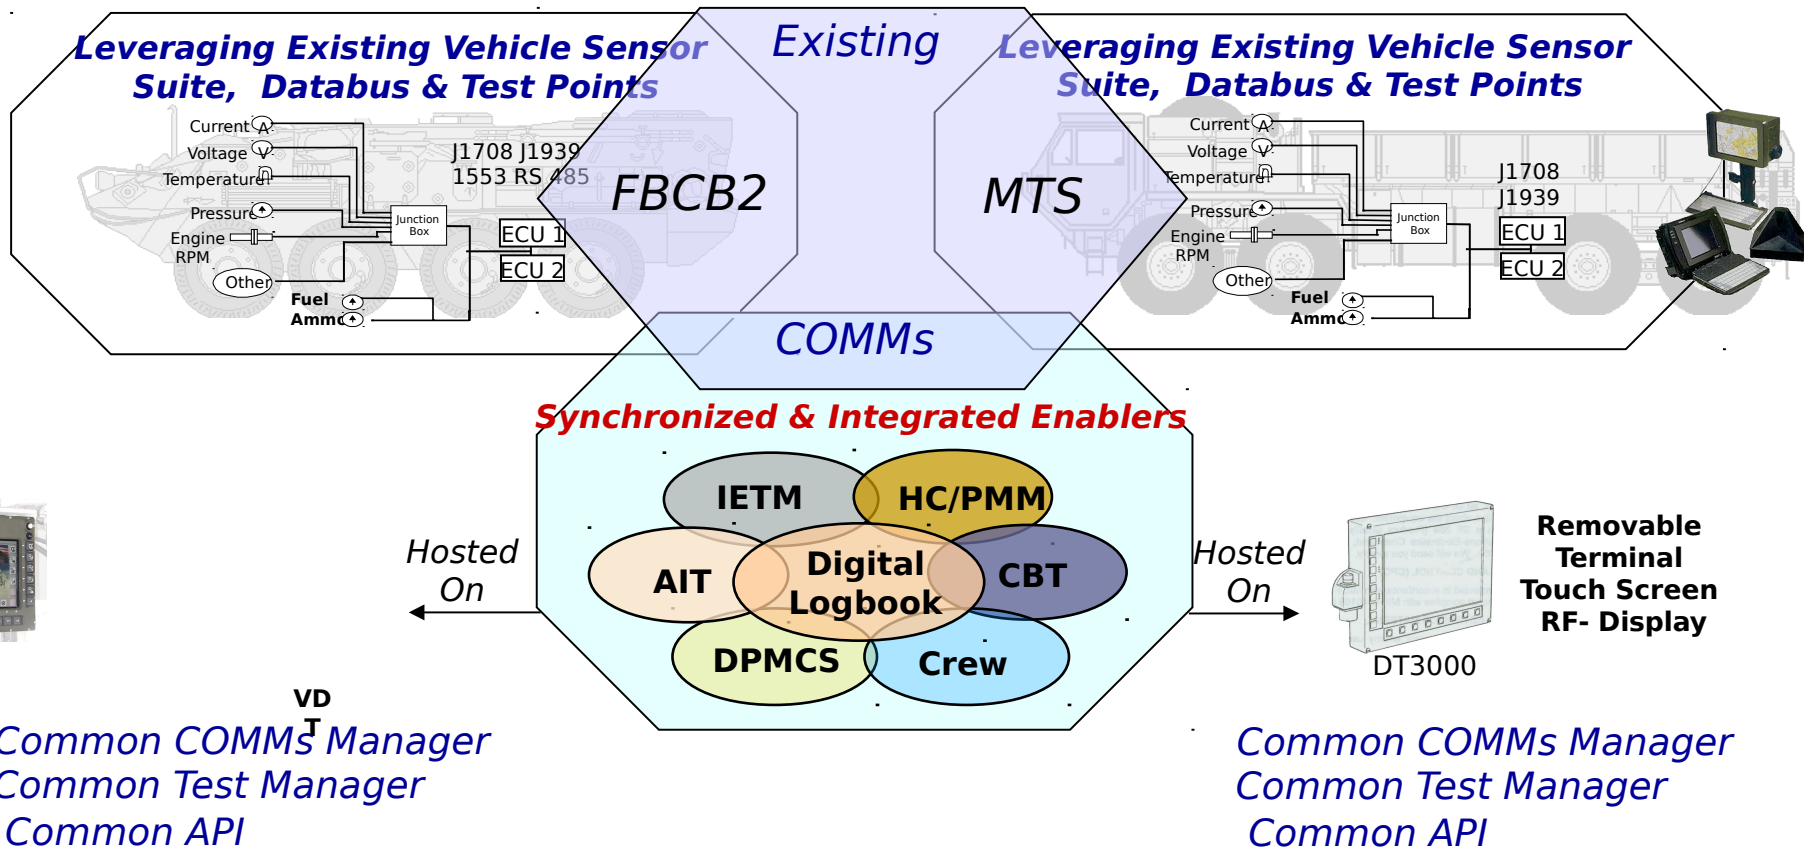 Leveraging Existing Vehicle Sensor
Suite, Databus & Test Points
Current A
Voltage V
Temperature
Pressure
Engine
RPM
Other
Fuel
Ammo
Junction
Box
J1708 J1939
1553 RS 485
ECU 1
ECU 2
Existing
FBCB2
MTS
COMMs
Leveraging Existing Vehicle Sensor
Suite, Databus & Test Points
Current A
Voltage V
Temperature
Pressure
Engine
RPM
Other
Fuel
Ammo
Junction
Box
J1708
J1939
ECU 1
ECU 2
Synchronized & Integrated Enablers
IETM
HC/PMM
AIT
Digital
Logbook
CBT
DPMCS
Crew
Hosted
On
Hosted
On
Removable
Terminal
Touch Screen
RF- Display
DT3000
VD
T
Common COMMs Manager
Common Test Manager
Common API
Common COMMs Manager
Common Test Manager
Common API